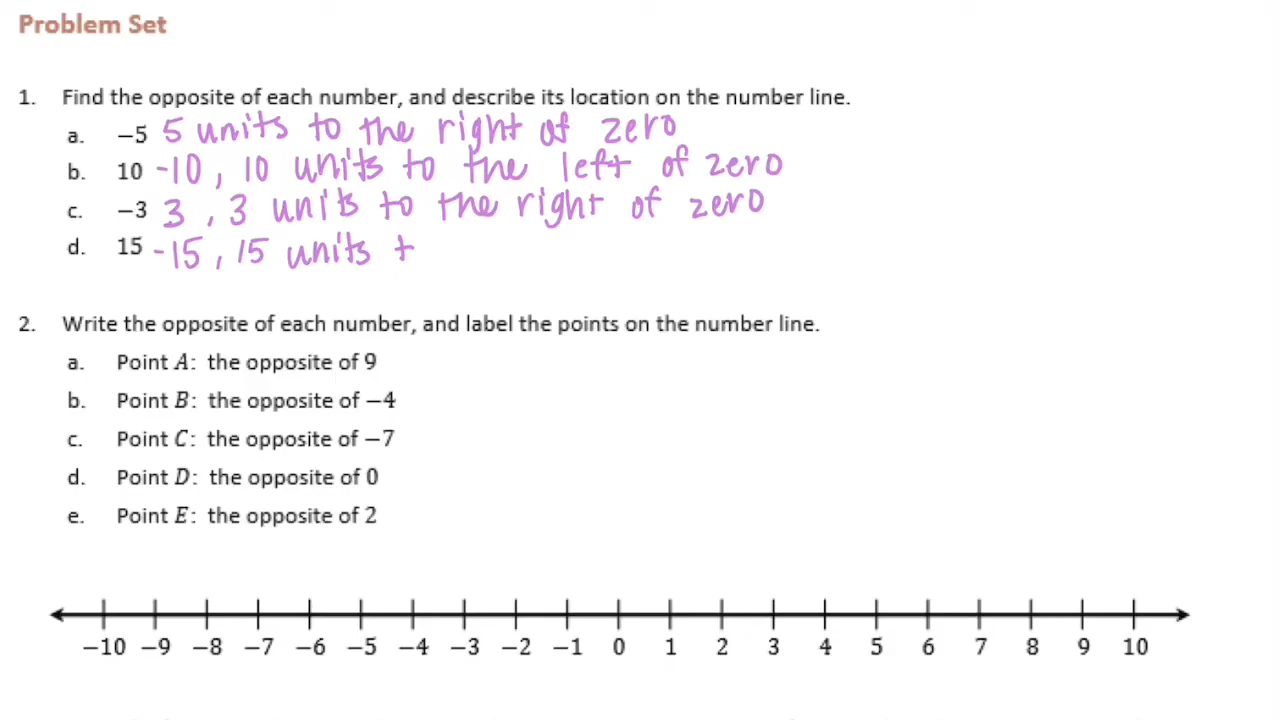 Problem Set
1. Find the opposite of each number, and describe its location on the number line.
a. −5 5 units to the right of zero
b. 10 -10, 10 units to the left of zero
c. −3 3, 3 units to the right of zero
d. 15 -15, 15 units t
2. Write the opposite of each number, and label the points on the number line.
a. Point A: the opposite of 9
b. Point B: the opposite of −4
c. Point C: the opposite of −7
d. Point D: the opposite of 0
e. Point E: the opposite of 2
−10 −9 −8 −7 −6 −5 −4 −3 −2 −1 0 1 2 3 4 5 6 7 8 9 10